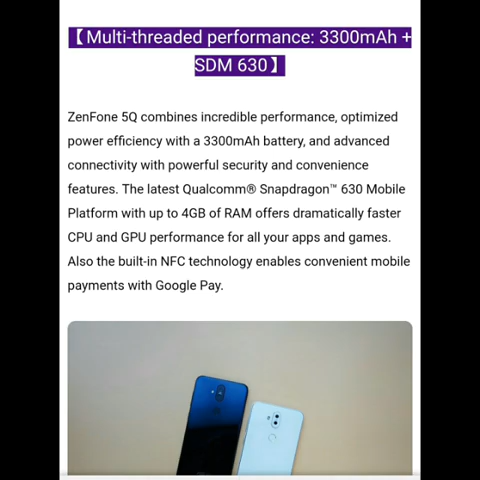 【Multi-threaded performance: 3300mAh +
SDM 630】
ZenFone 5Q combines incredible performance, optimized
power efficiency with a 3300mAh battery, and advanced
connectivity with powerful security and convenience
features. The latest Qualcomm® Snapdragon™ 630 Mobile
Platform with up to 4GB of RAM offers dramatically faster
CPU and GPU performance for all your apps and games.
Also the built-in NFC technology enables convenient mobile
payments with Google Pay.